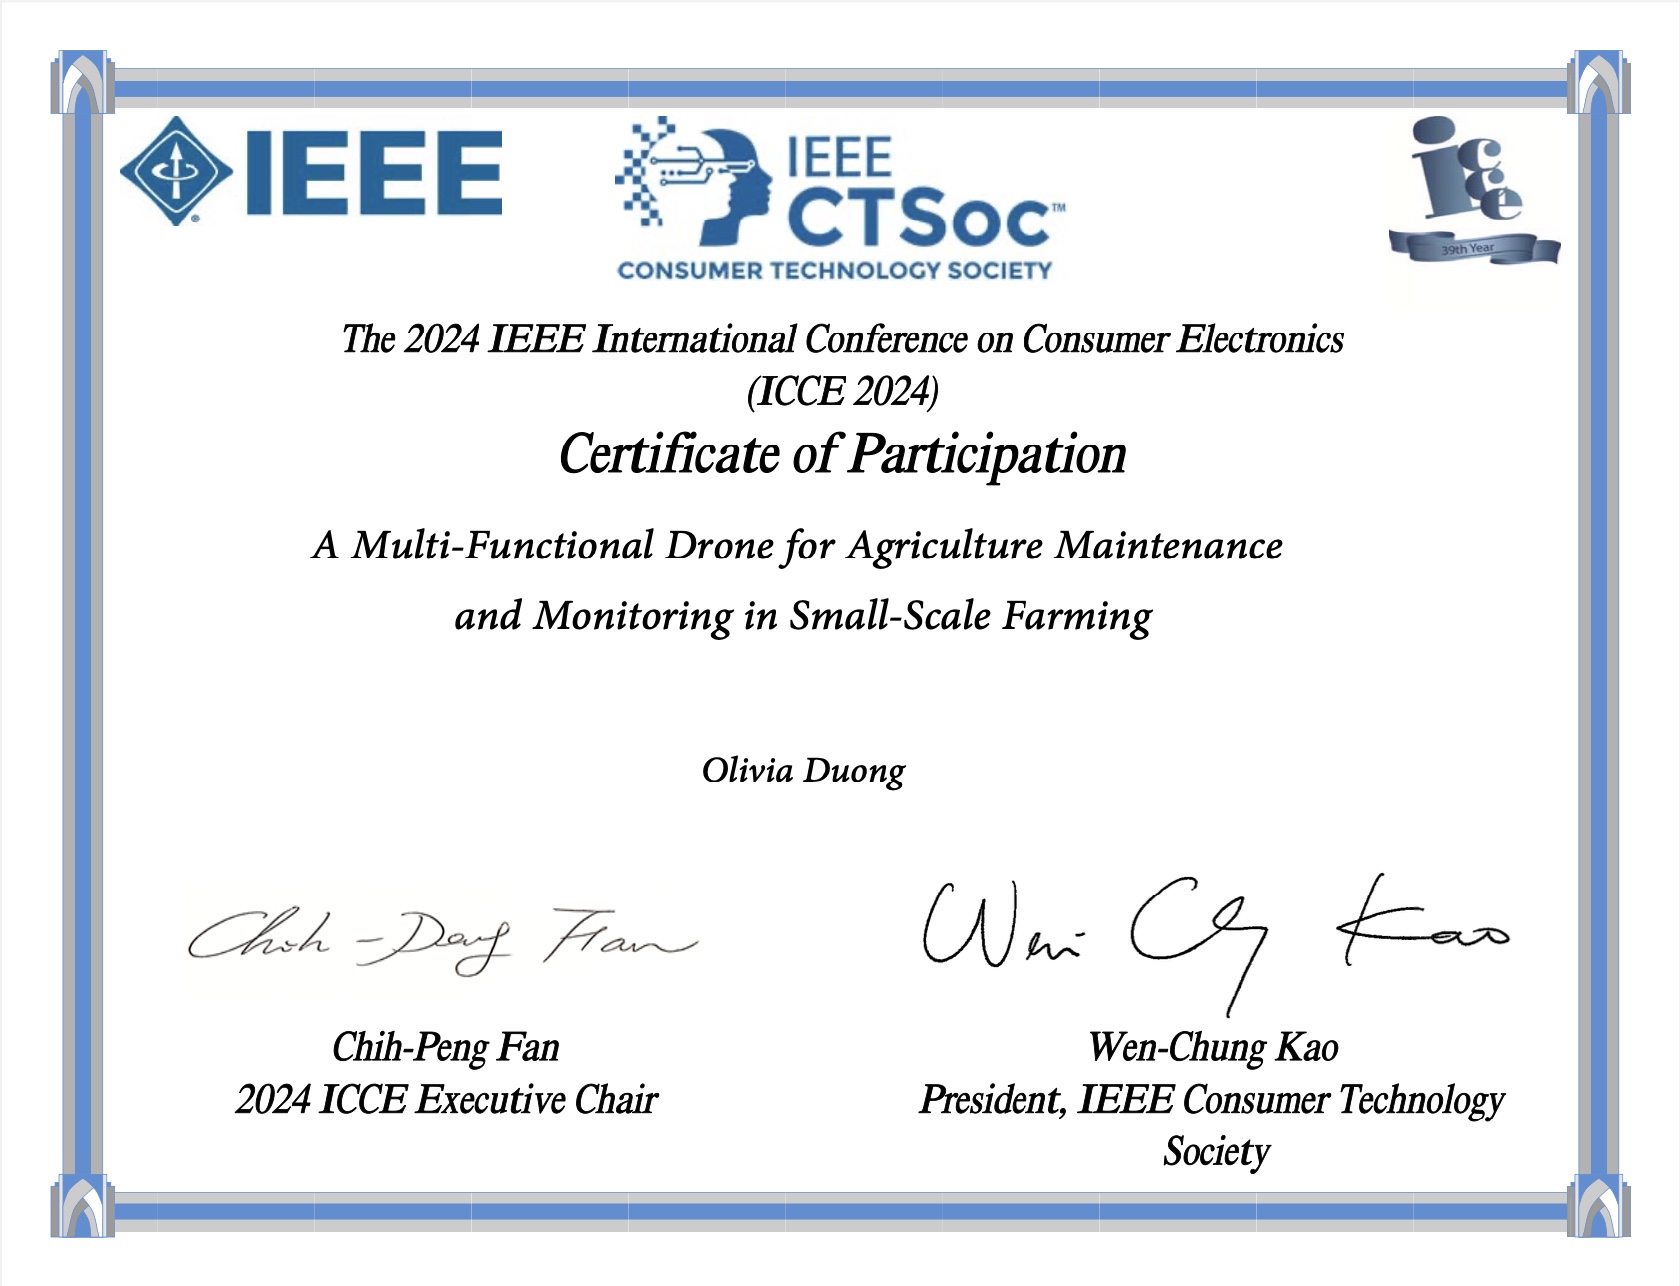 IEEE
IEEE
CTSoc™
CONSUMER TECHNOLOGY SOCIETY
icce
39th Year
The 2024 IEEE International Conference on Consumer Electronics
(ICCE 2024)
Certificate of Participation
A Multi-Functional Drone for Agriculture Maintenance
and Monitoring in Small-Scale Farming
Olivia Duong
Chih-Peng Fan
Wen Chung Kao
Chih-Peng Fan
2024 ICCE Executive Chair
Wen-Chung Kao
President, IEEE Consumer Technology
Society